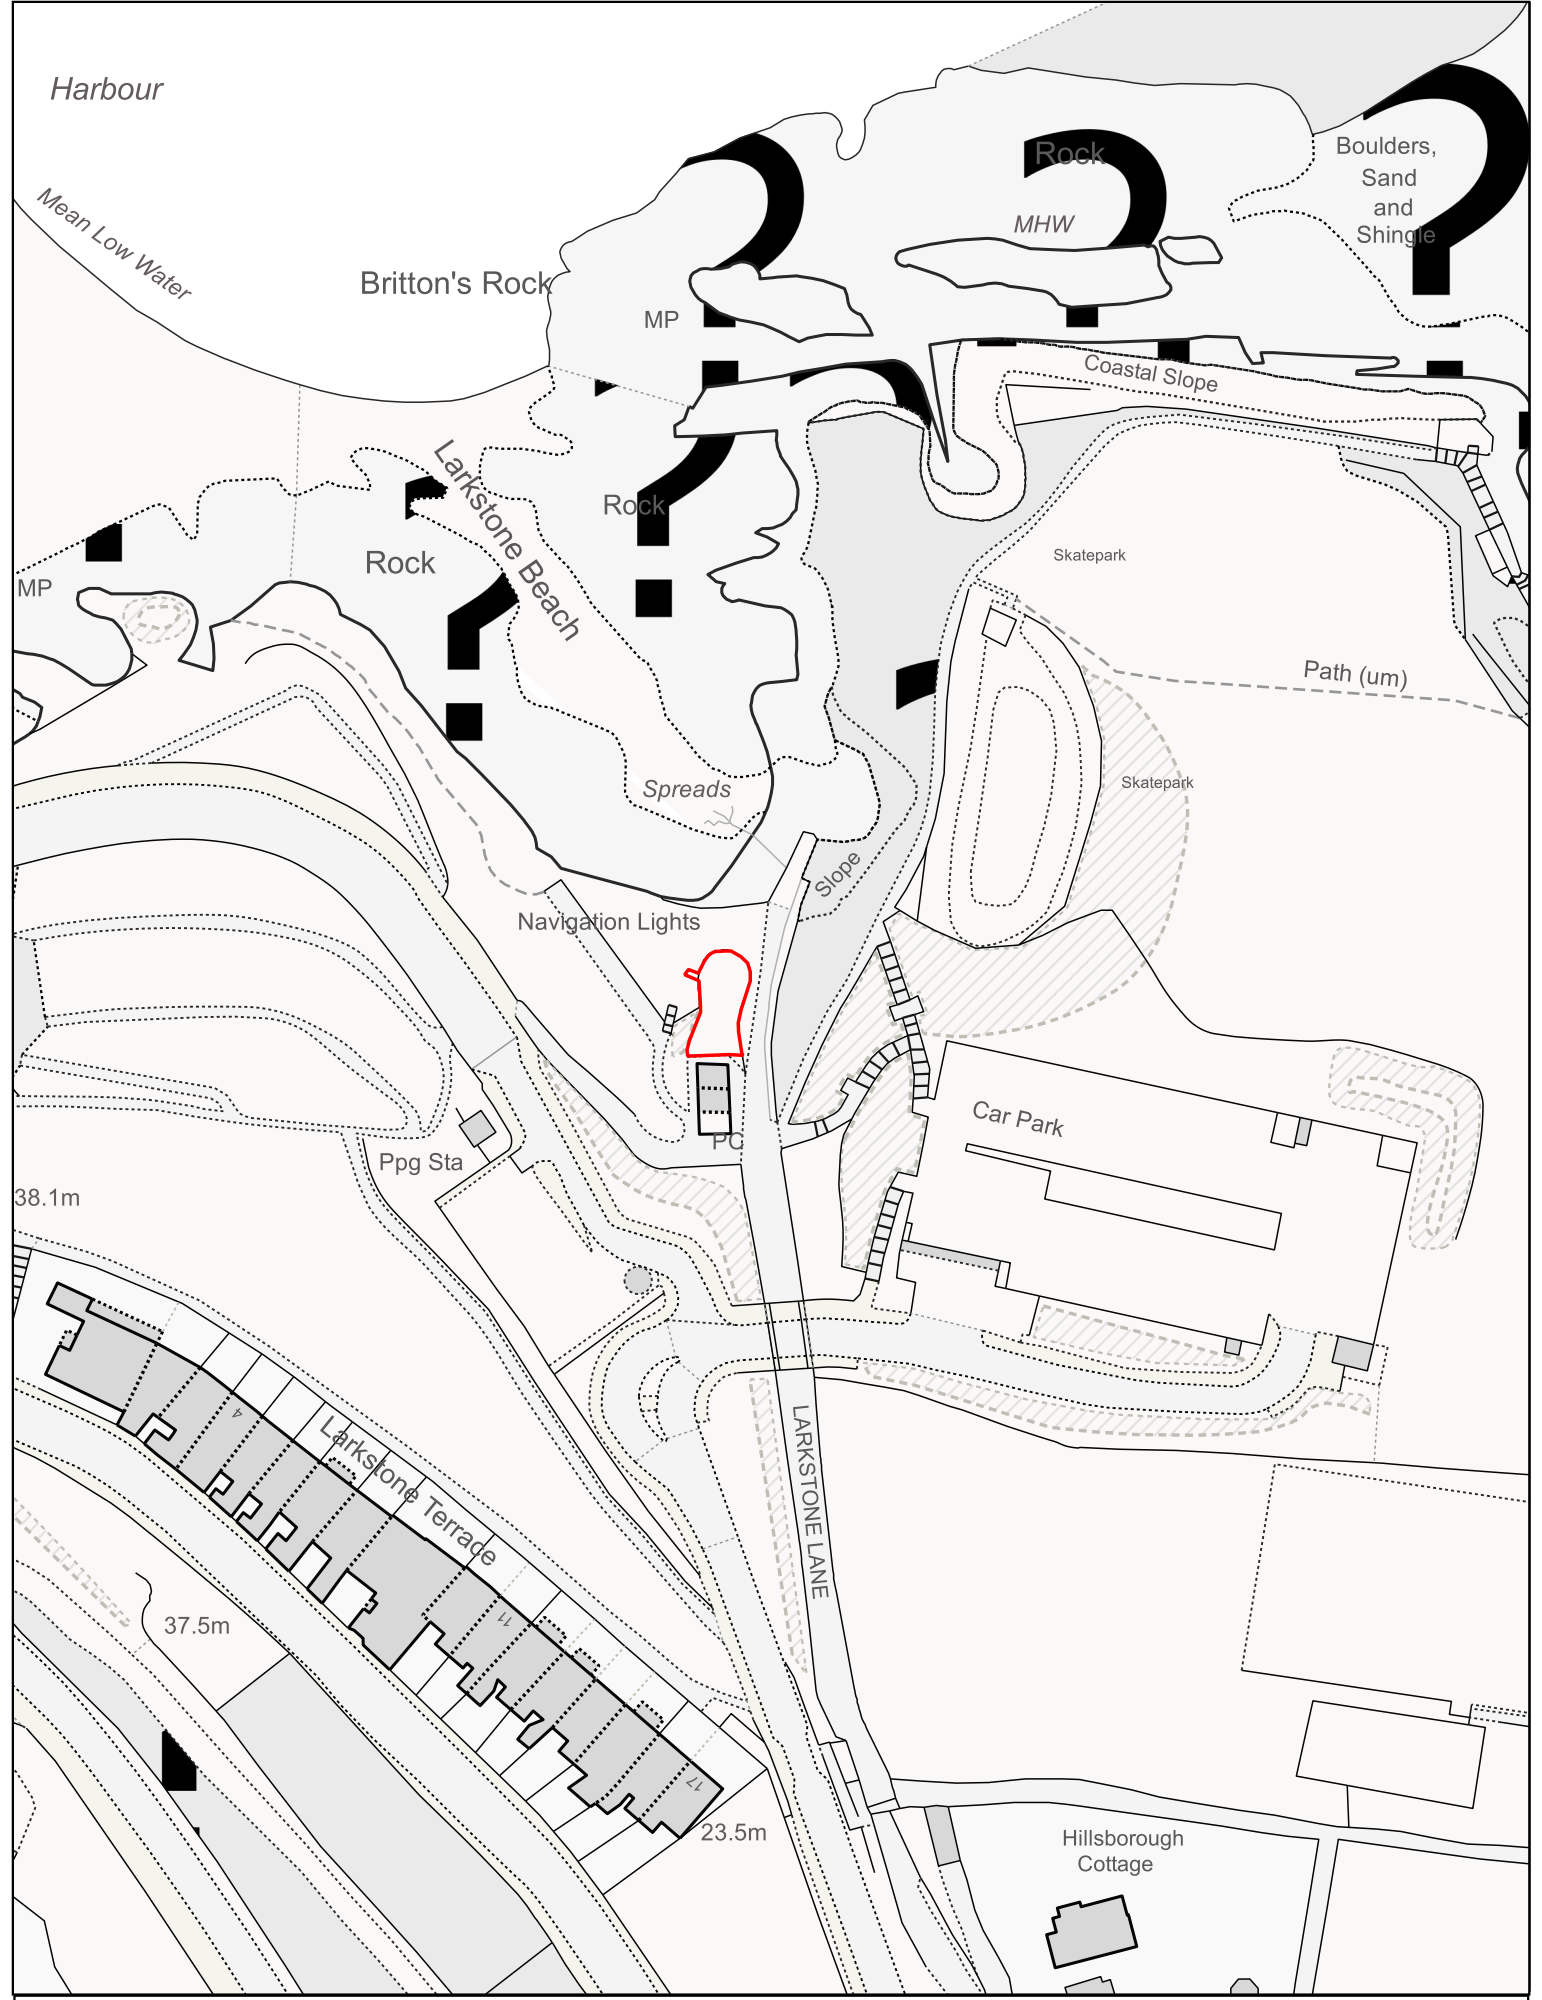 Harbour
Rock
Boulders,
Sand
and
Shingle
MHW
Mean Low Water
Britton's Rock
MP
Coastal Slope
Larkstone Beach
Rock
Rock
MP
Skatepark
Path (um)
Skatepark
Spreads
Slope
Navigation Lights
Car Park
PC
Ppg Sta
38.1m
4
Larkstone Terrace
LARKSTONE LANE
11
37.5m
17
23.5m
Hillsborough
Cottage